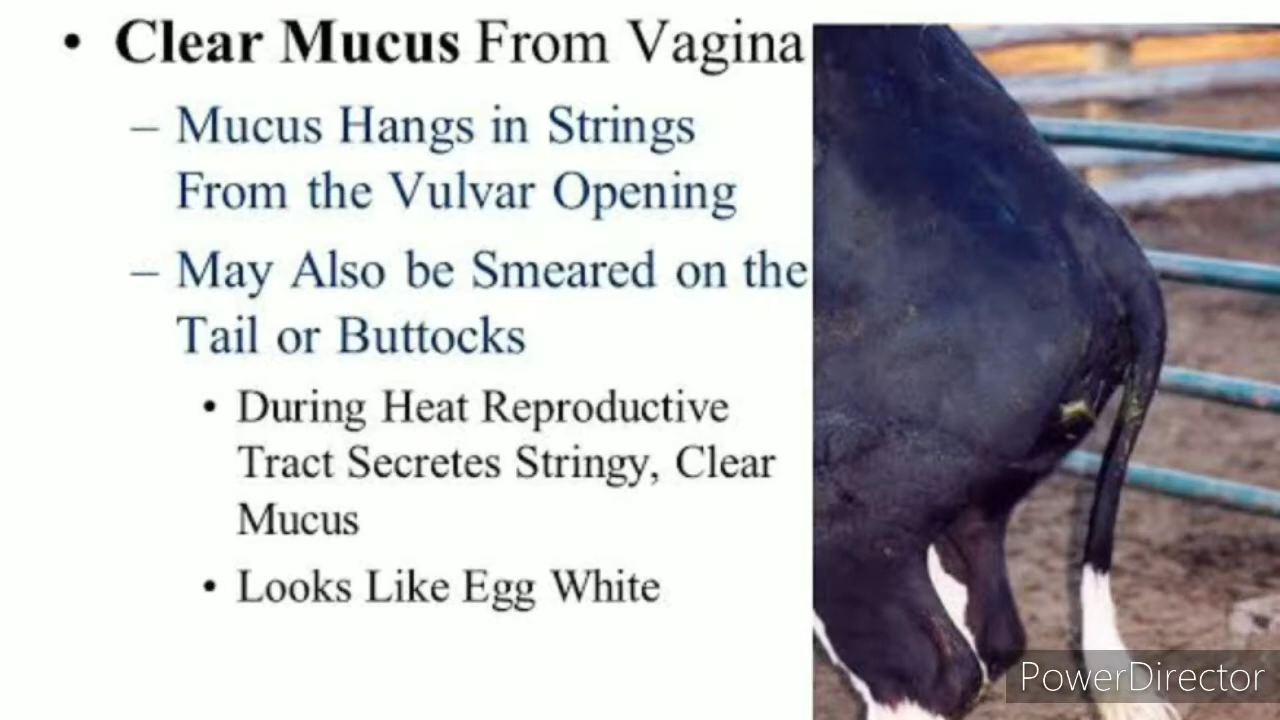 • Clear Mucus From Vagina
– Mucus Hangs in Strings
From the Vulvar Opening
– May Also be Smeared on the
Tail or Buttocks
• During Heat Reproductive
Tract Secretes Stringy, Clear
Mucus
• Looks Like Egg White
PowerDirector